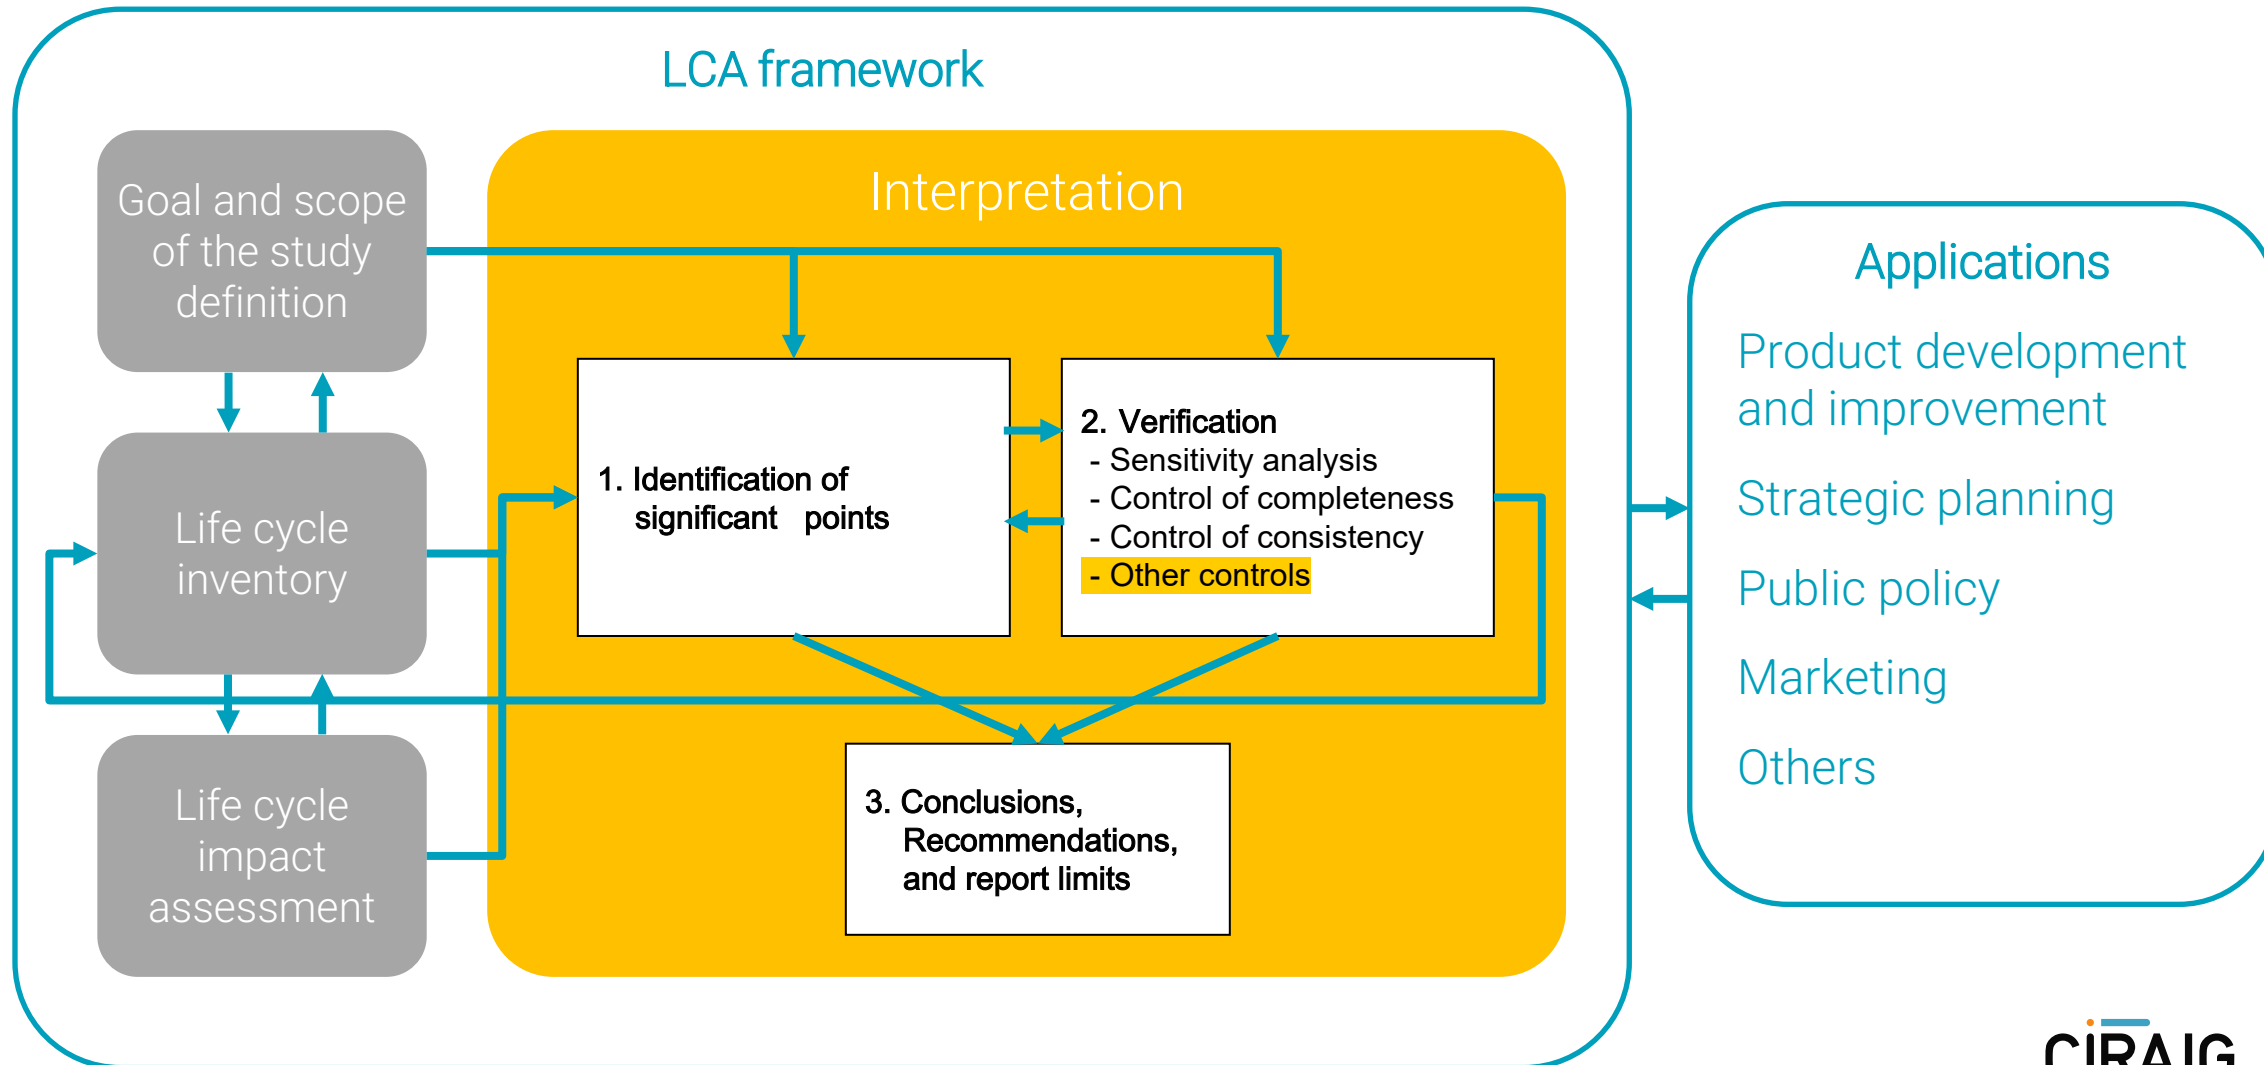 LCA framework
Goal and scope
of the study
definition
Life cycle
inventory
Life cycle
impact
assessment
Interpretation
1. Identification of
significant points
2. Verification
- Sensitivity analysis
- Control of completeness
- Control of consistency
- Other controls
3. Conclusions,
Recommendations,
and report limits
Applications
Product development
and improvement
Strategic planning
Public policy
Marketing
Others
CIRAIG